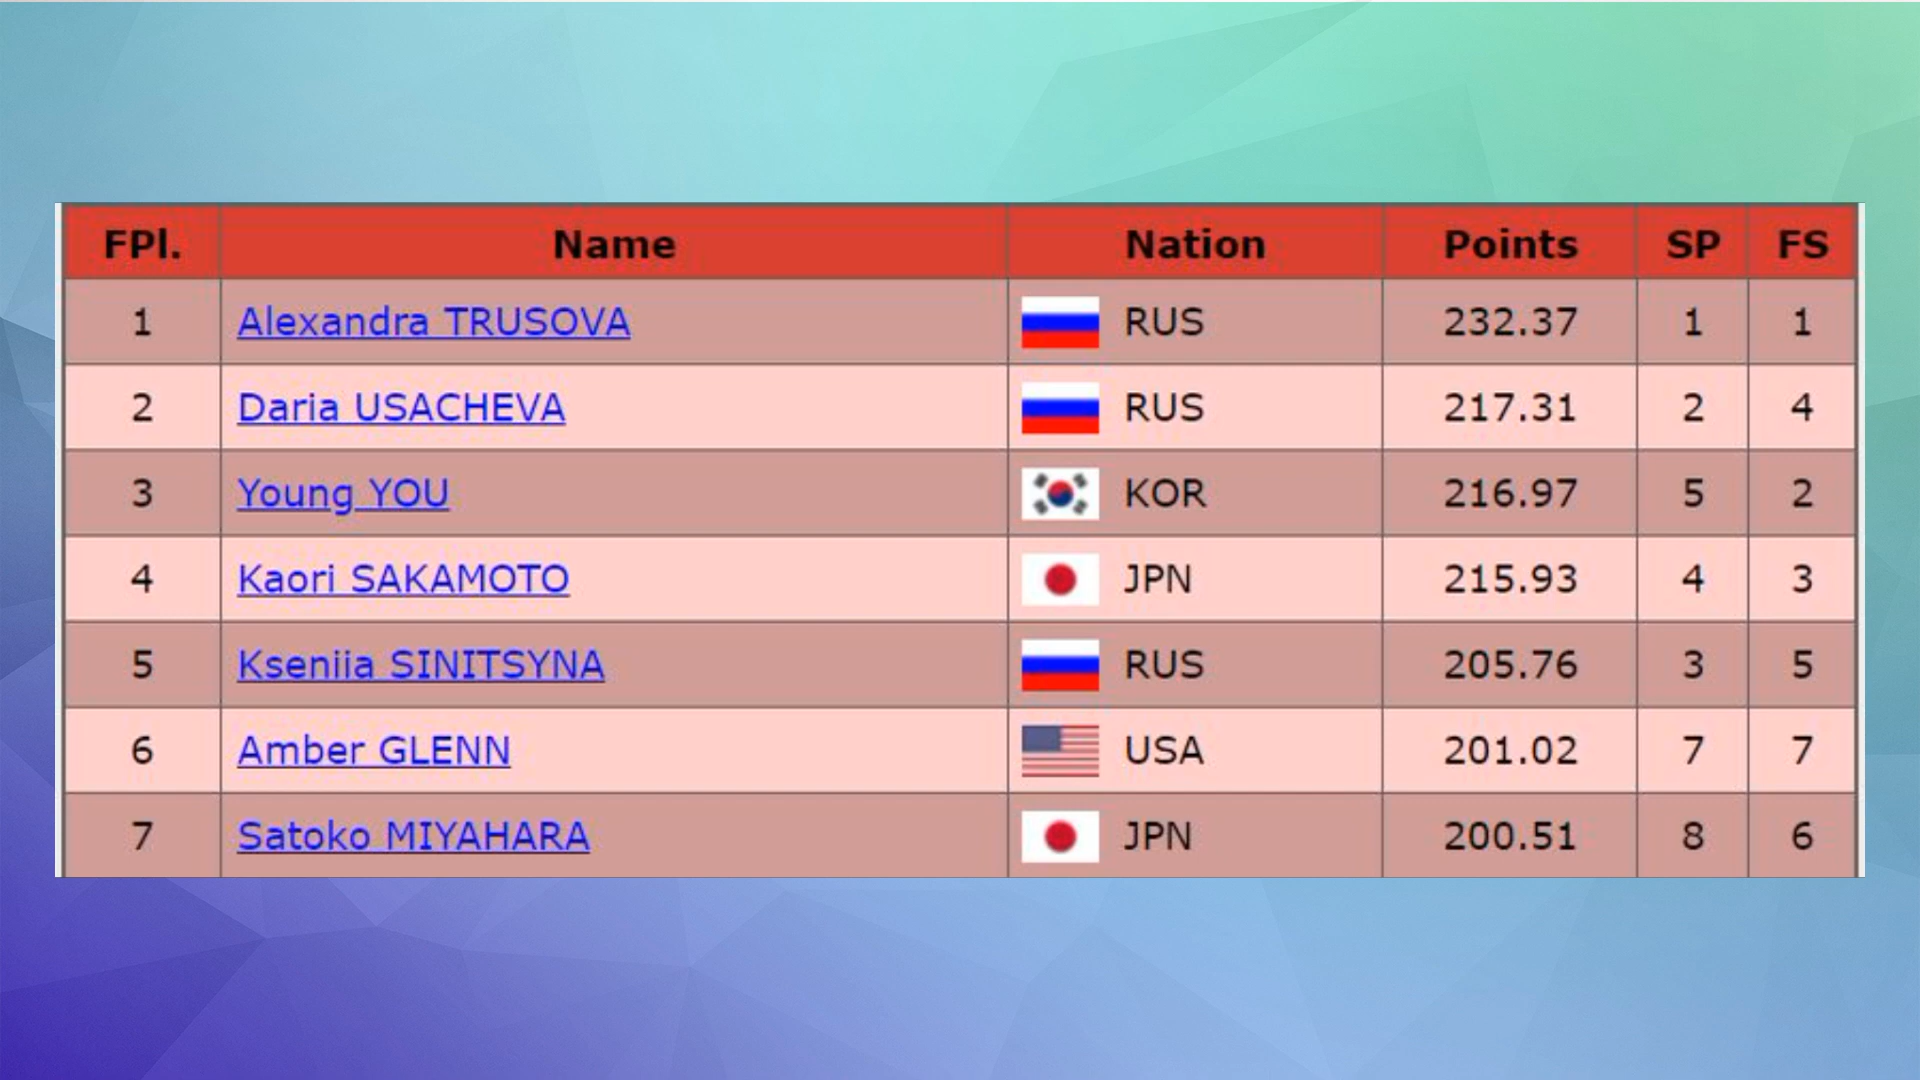 FPl. Name Nation Points SP FS
1 Alexandra TRUSOVA RUS 232.37 1 1
2 Daria USACHEVA RUS 217.31 2 4
3 Young YOU KOR 216.97 5 2
4 Kaori SAKAMOTO JPN 215.93 4 3
5 Kseniia SINITSYNA RUS 205.76 3 5
6 Amber GLENN USA 201.02 7 7
7 Satoko MIYAHARA JPN 200.51 8 6